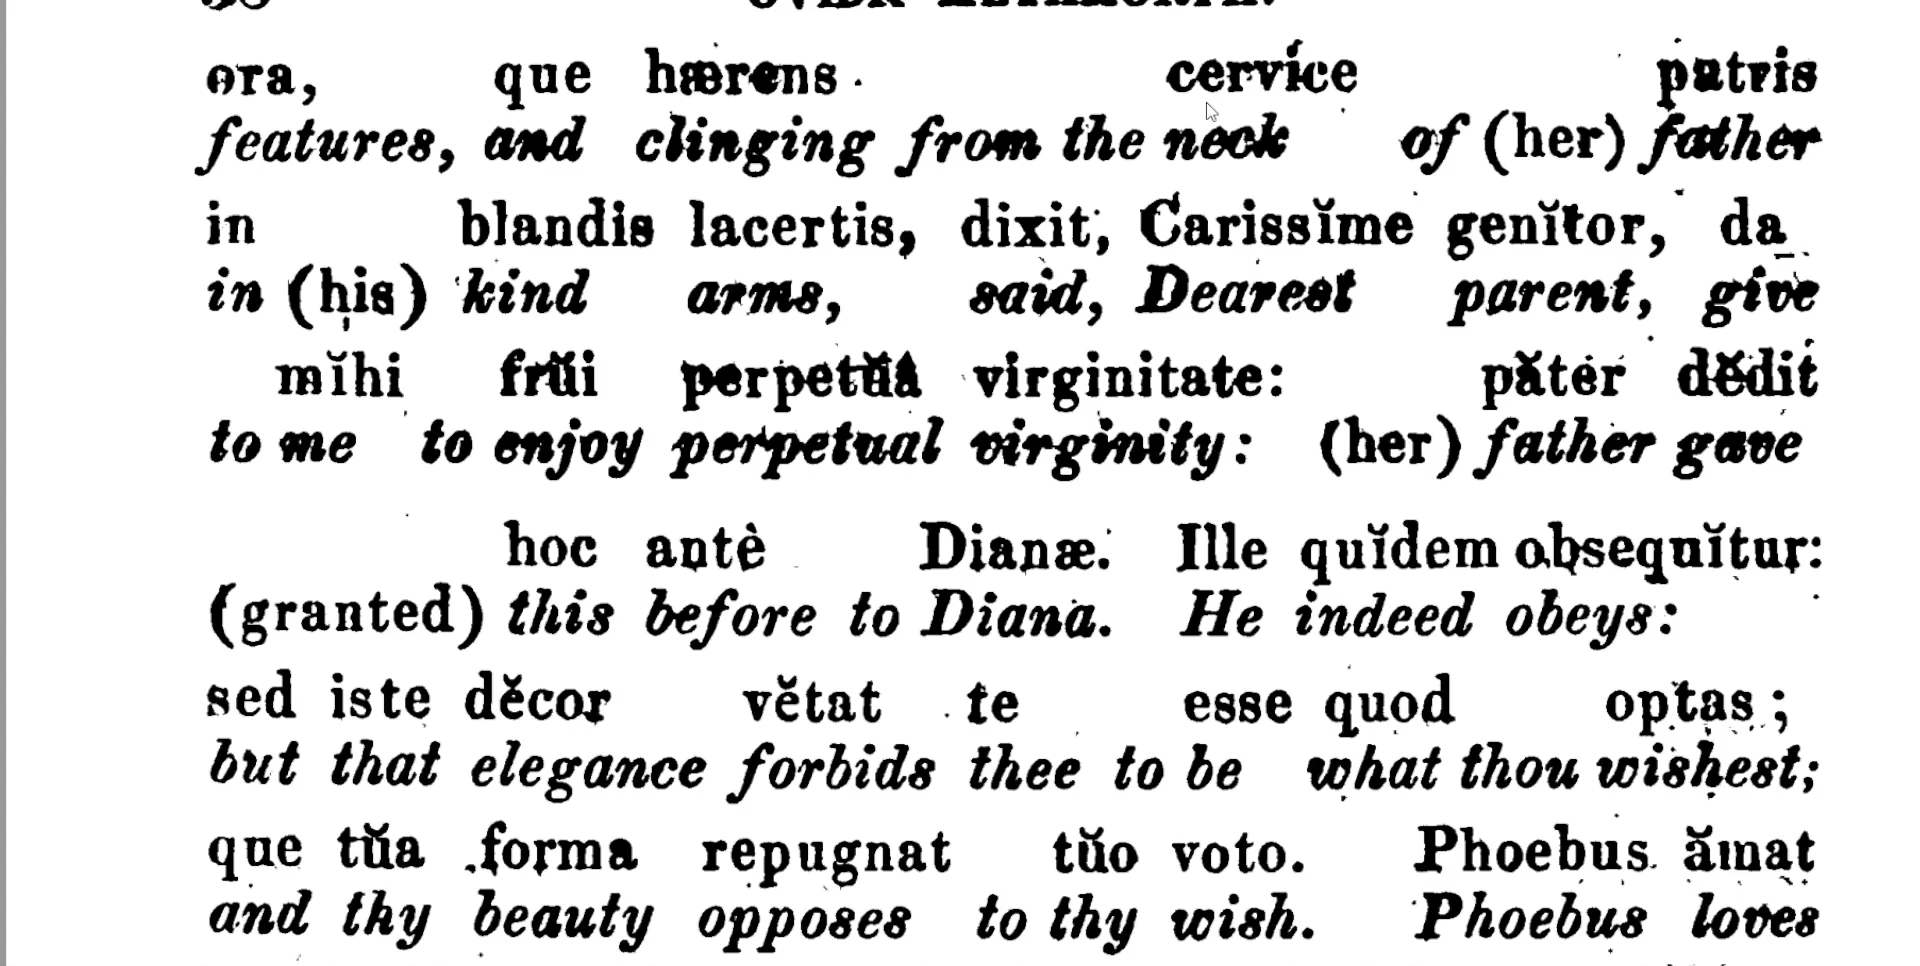 ora, que hærens cervice patris
features, and clinging from the neck of (her) father
in blandis lacertis, dixit, Carissĭme genĭtor, da
in (his) kind arms, said, Dearest parent, give
mĭhi frŭi perpetŭâ virginitate: păter dĕdit
to me to enjoy perpetual virginity: (her) father gave
hoc antè Dianæ. Ille quĭdem obsequĭtur:
(granted) this before to Diana. He indeed obeys:
sed iste dĕcor vĕtat te esse quod optas;
but that elegance forbids thee to be what thou wishest;
que tŭa forma repugnat tŭo voto. Phoebus ămat
and thy beauty opposes to thy wish. Phoebus loves